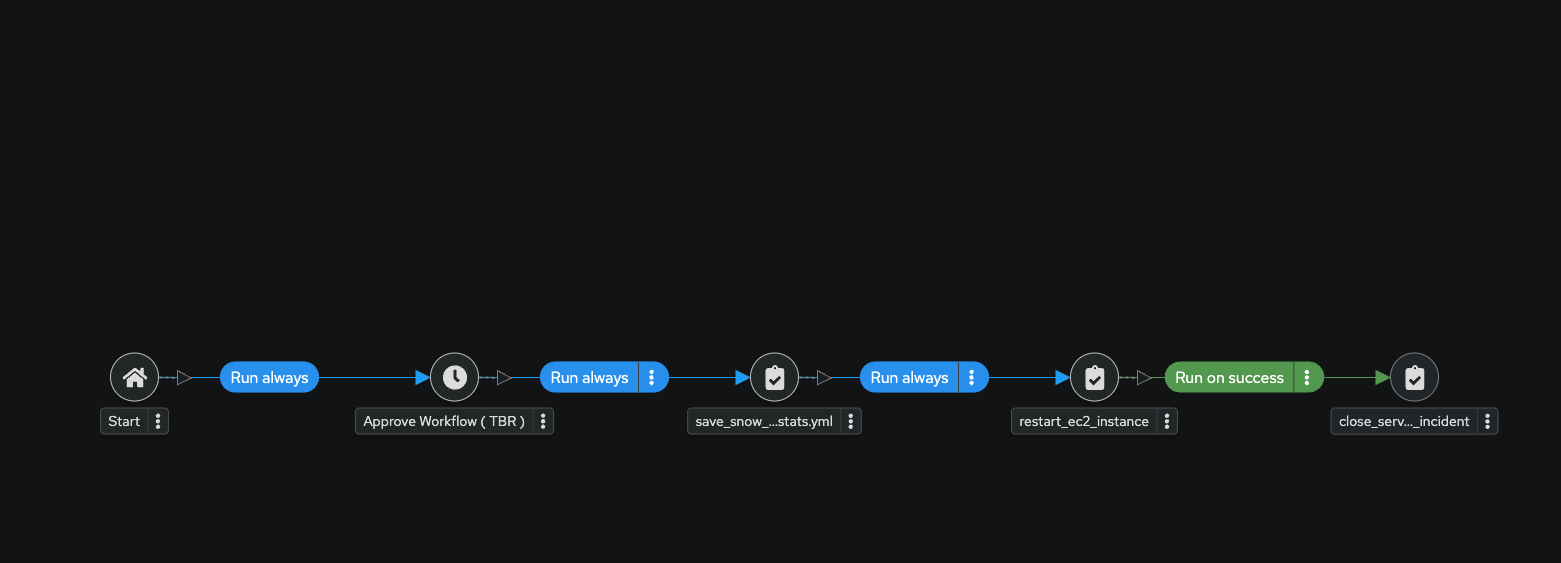 Run always
Run always
Run always
Run on success
Start
Approve Workflow ( TBR )
save_snow_...stats.yml
restart_ec2_instance
close_serv..._incident